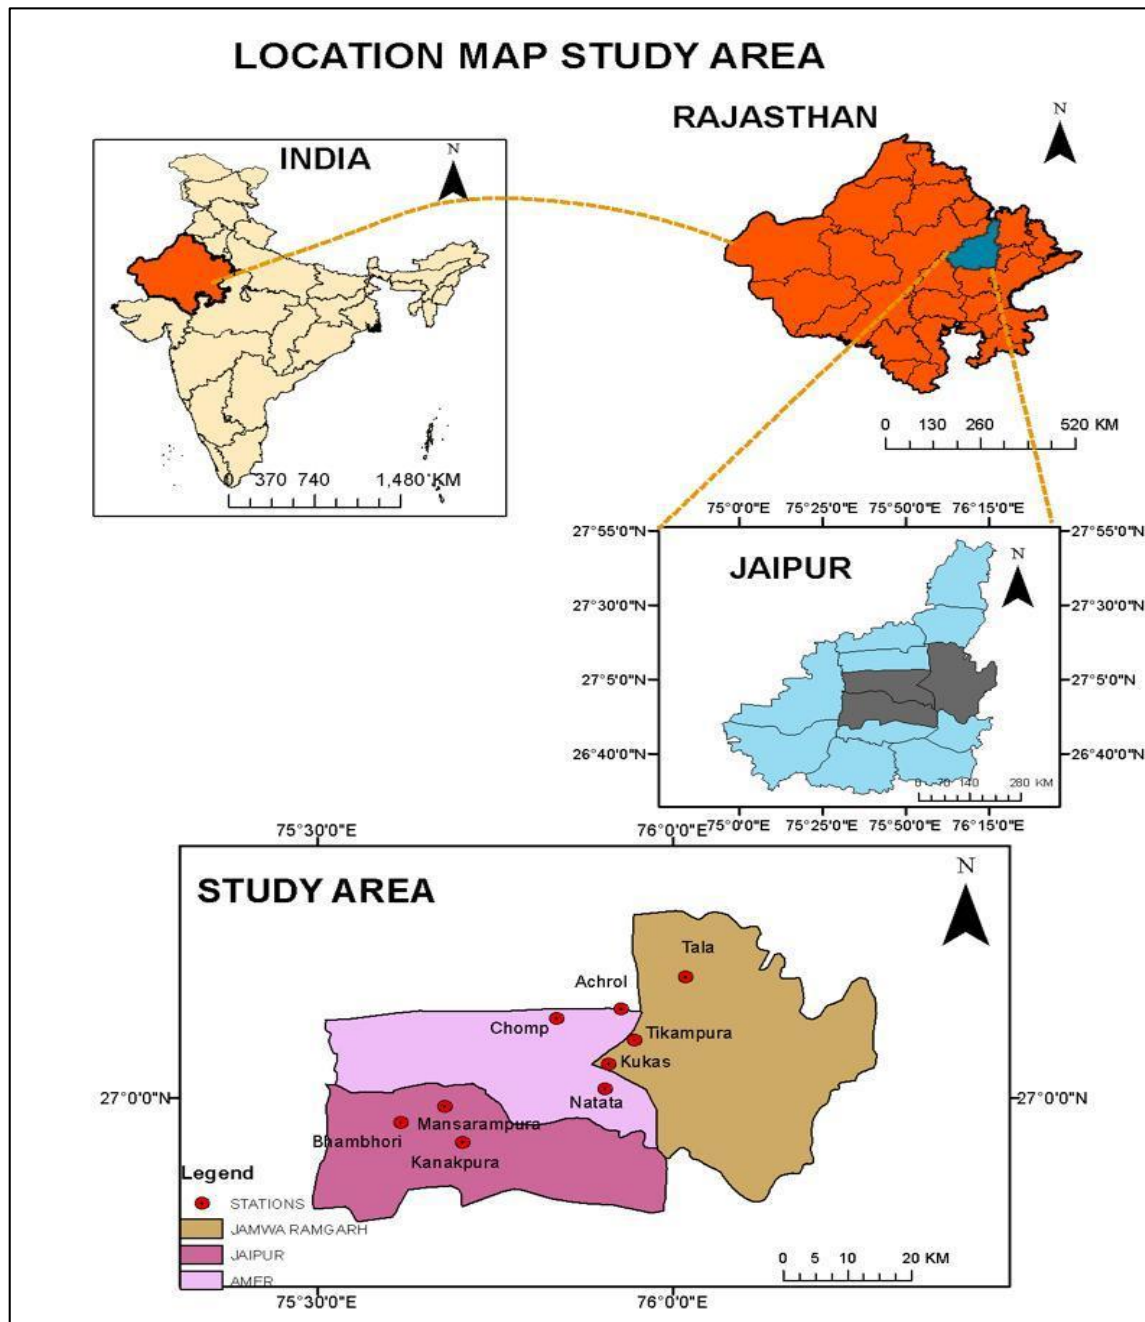 LOCATION MAP STUDY AREA
INDIA
N
0 370 740 1,480 KM
RAJASTHAN
N
0 130 260 520 KM
75°0'0"E 75°25'0"E 75°50'0"E 76°15'0"E
27°55'0"N 27°55'0"N
JAIPUR
N
27°30'0"N 27°30'0"N
27°5'0"N 27°5'0"N
26°40'0"N 26°40'0"N
0 70 140 280 KM
75°0'0"E 75°25'0"E 75°50'0"E 76°15'0"E
75°30'0"E 76°0'0"E
STUDY AREA
N
Tala
Achrol
Chomp
Tikampura
Kukas
Natata
27°0'0"N 27°0'0"N
Mansarampura
Bhambhori
Kanakpura
Legend
STATIONS
JAMWA RAMGARH
JAIPUR
AMER
0 5 10 20 KM
75°30'0"E 76°0'0"E